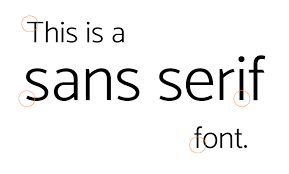 This is a
sans serif
font.